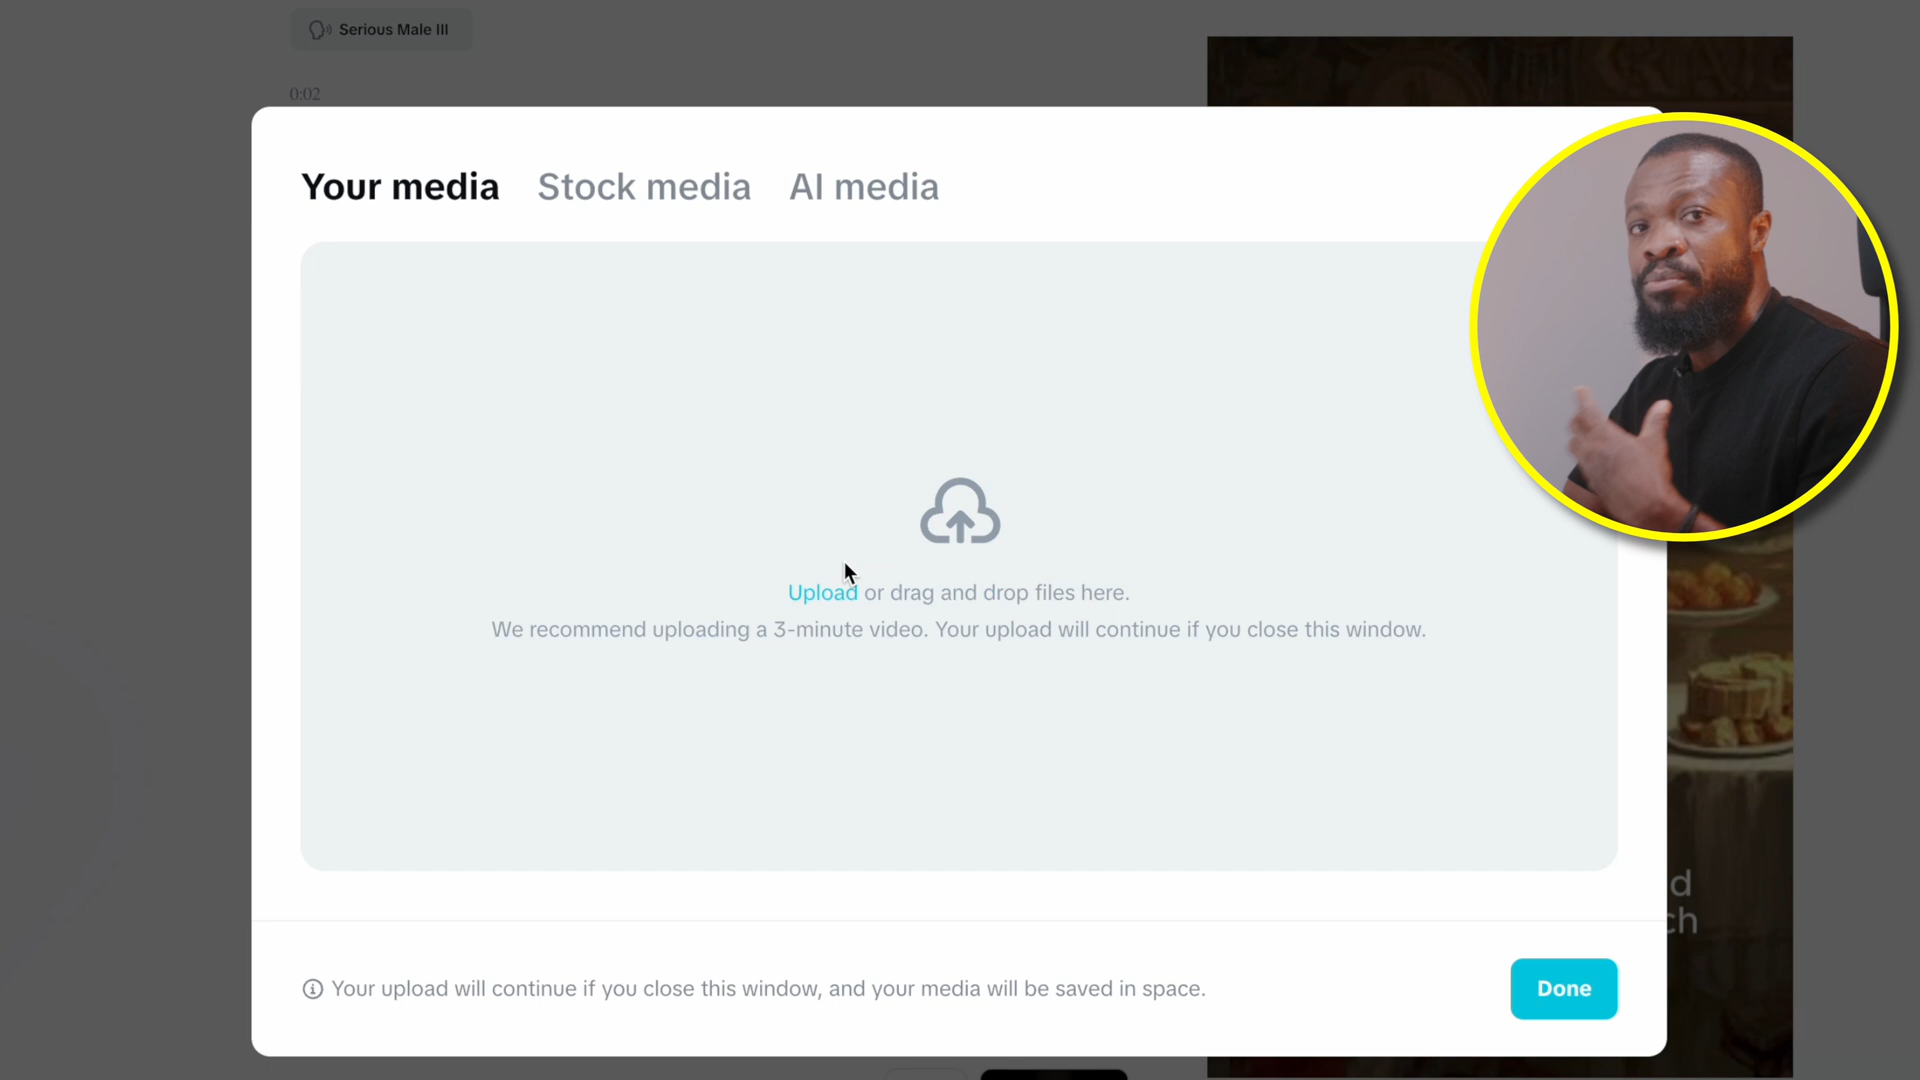 Serious Male III
0:02
Your media Stock media AI media
Upload or drag and drop files here.
We recommend uploading a 3-minute video. Your upload will continue if you close this window.
d
ch
Your upload will continue if you close this window, and your media will be saved in space.
Done